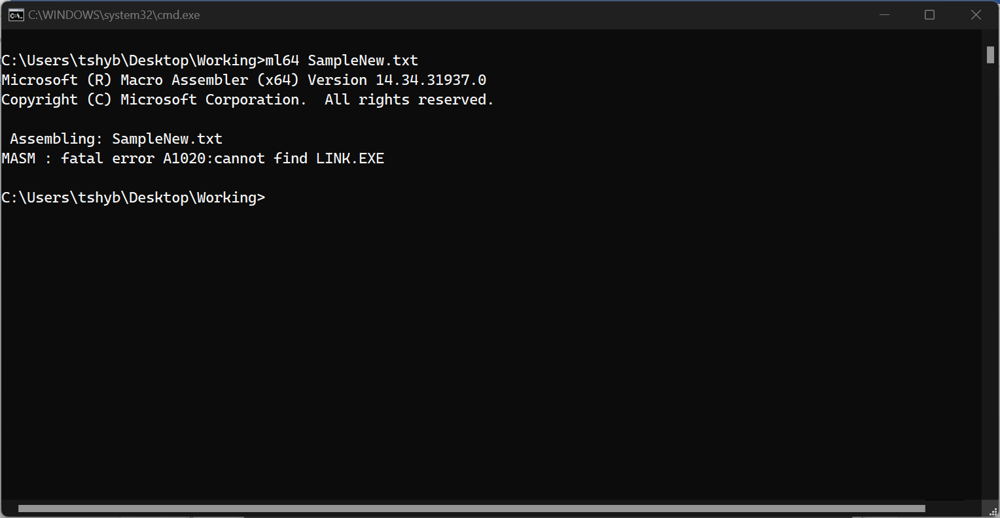 C:\WINDOWS\system32\cmd.exe
C:\Users\tshyb\Desktop\Working>ml64 SampleNew.txt
Microsoft (R) Macro Assembler (x64) Version 14.34.31937.0
Copyright (C) Microsoft Corporation.  All rights reserved.
 Assembling: SampleNew.txt
MASM : fatal error A1020:cannot find LINK.EXE
C:\Users\tshyb\Desktop\Working>